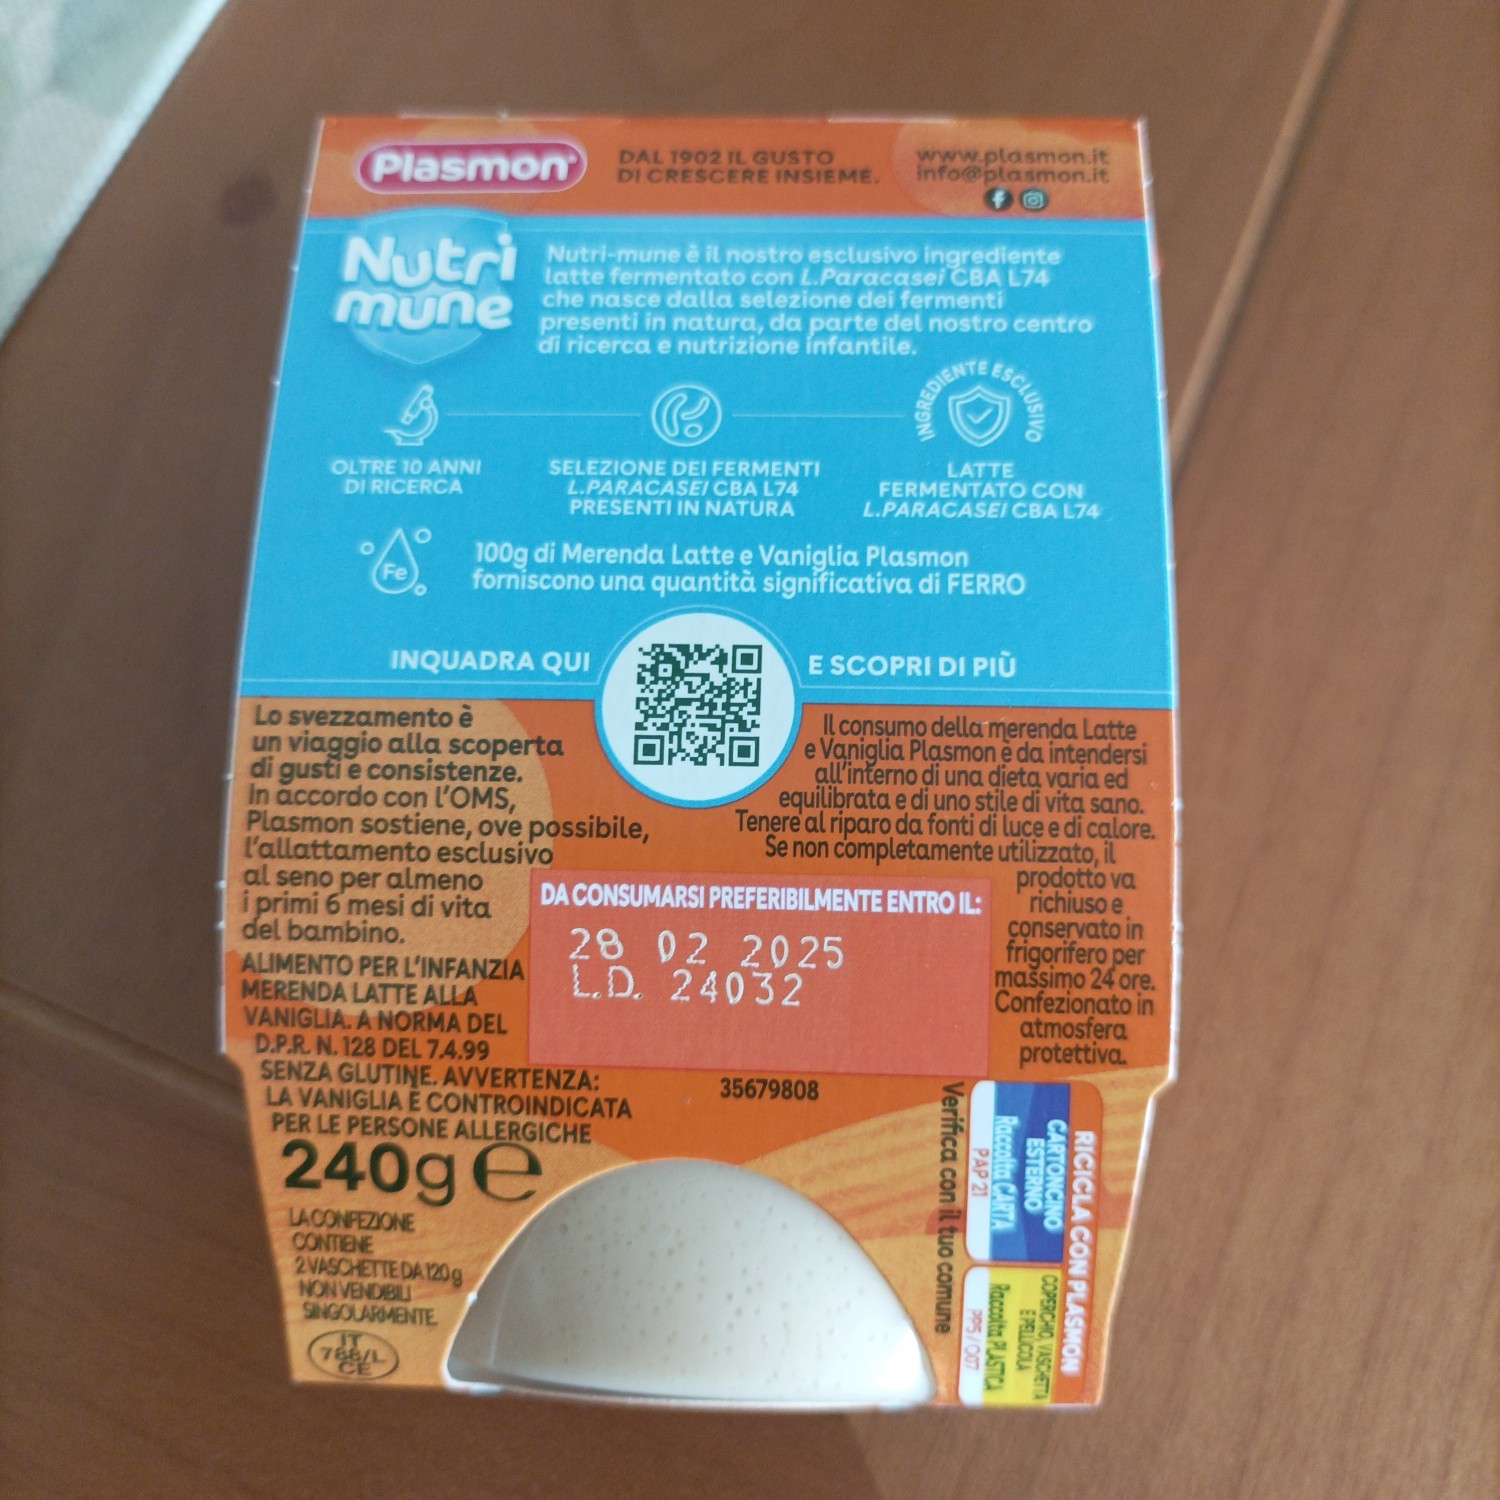 Plasmon
DAL 1902 IL GUSTO
DI CRESCERE INSIEME.
www.plasmon.it
info@plasmon.it
Nutri
mune
Nutri-mune è il nostro esclusivo ingrediente
latte fermentato con L.Paracasei CBA L74
che nasce dalla selezione dei fermenti
presenti in natura, da parte del nostro centro
di ricerca e nutrizione infantile.
OLTRE 10 ANNI
DI RICERCA
SELEZIONE DEI FERMENTI
L.PARACASEI CBA L74
PRESENTI IN NATURA
INGREDIENTE ESCLUSIVO
LATTE
FERMENTATO CON
L.PARACASEI CBA L74
Fe
100g di Merenda Latte e Vaniglia Plasmon
forniscono una quantità significativa di FERRO
INQUADRA QUI
E SCOPRI DI PIÙ
Lo svezzamento è
un viaggio alla scoperta
di gusti e consistenze.
In accordo con l'OMS,
Plasmon sostiene, ove possibile,
l'allattamento esclusivo
al seno per almeno
i primi 6 mesi di vita
del bambino.
ALIMENTO PER L'INFANZIA
MERENDA LATTE ALLA
VANIGLIA. A NORMA DEL
D.P.R. N. 128 DEL 7.4.99
SENZA GLUTINE. AVVERTENZA:
LA VANIGLIA È CONTROINDICATA
PER LE PERSONE ALLERGICHE
240g e
LA CONFEZIONE
CONTIENE
2 VASCHETTE DA 120g
NON VENDIBILI
SINGOLARMENTE.
IT
788/L
CE
Il consumo della merenda Latte
e Vaniglia Plasmon è da intendersi
all'interno di una dieta varia ed
equilibrata e di uno stile di vita sano.
Tenere al riparo da fonti di luce e di calore.
Se non completamente utilizzato, il
prodotto va
richiuso e
conservato in
frigorifero per
massimo 24 ore.
Confezionato in
atmosfera
protettiva.
DA CONSUMARSI PREFERIBILMENTE ENTRO IL:
28 02 2025
L.D. 24032
35679808
RICICLA CON PLASMON
CARTONCINO
ESTERNO
Raccolta CARTA
PAP 21
COPERCHIO, VASCHETTA
E PELLICOLA
Raccolta PLASTICA
PP5 / O07
Verifica con il tuo comune